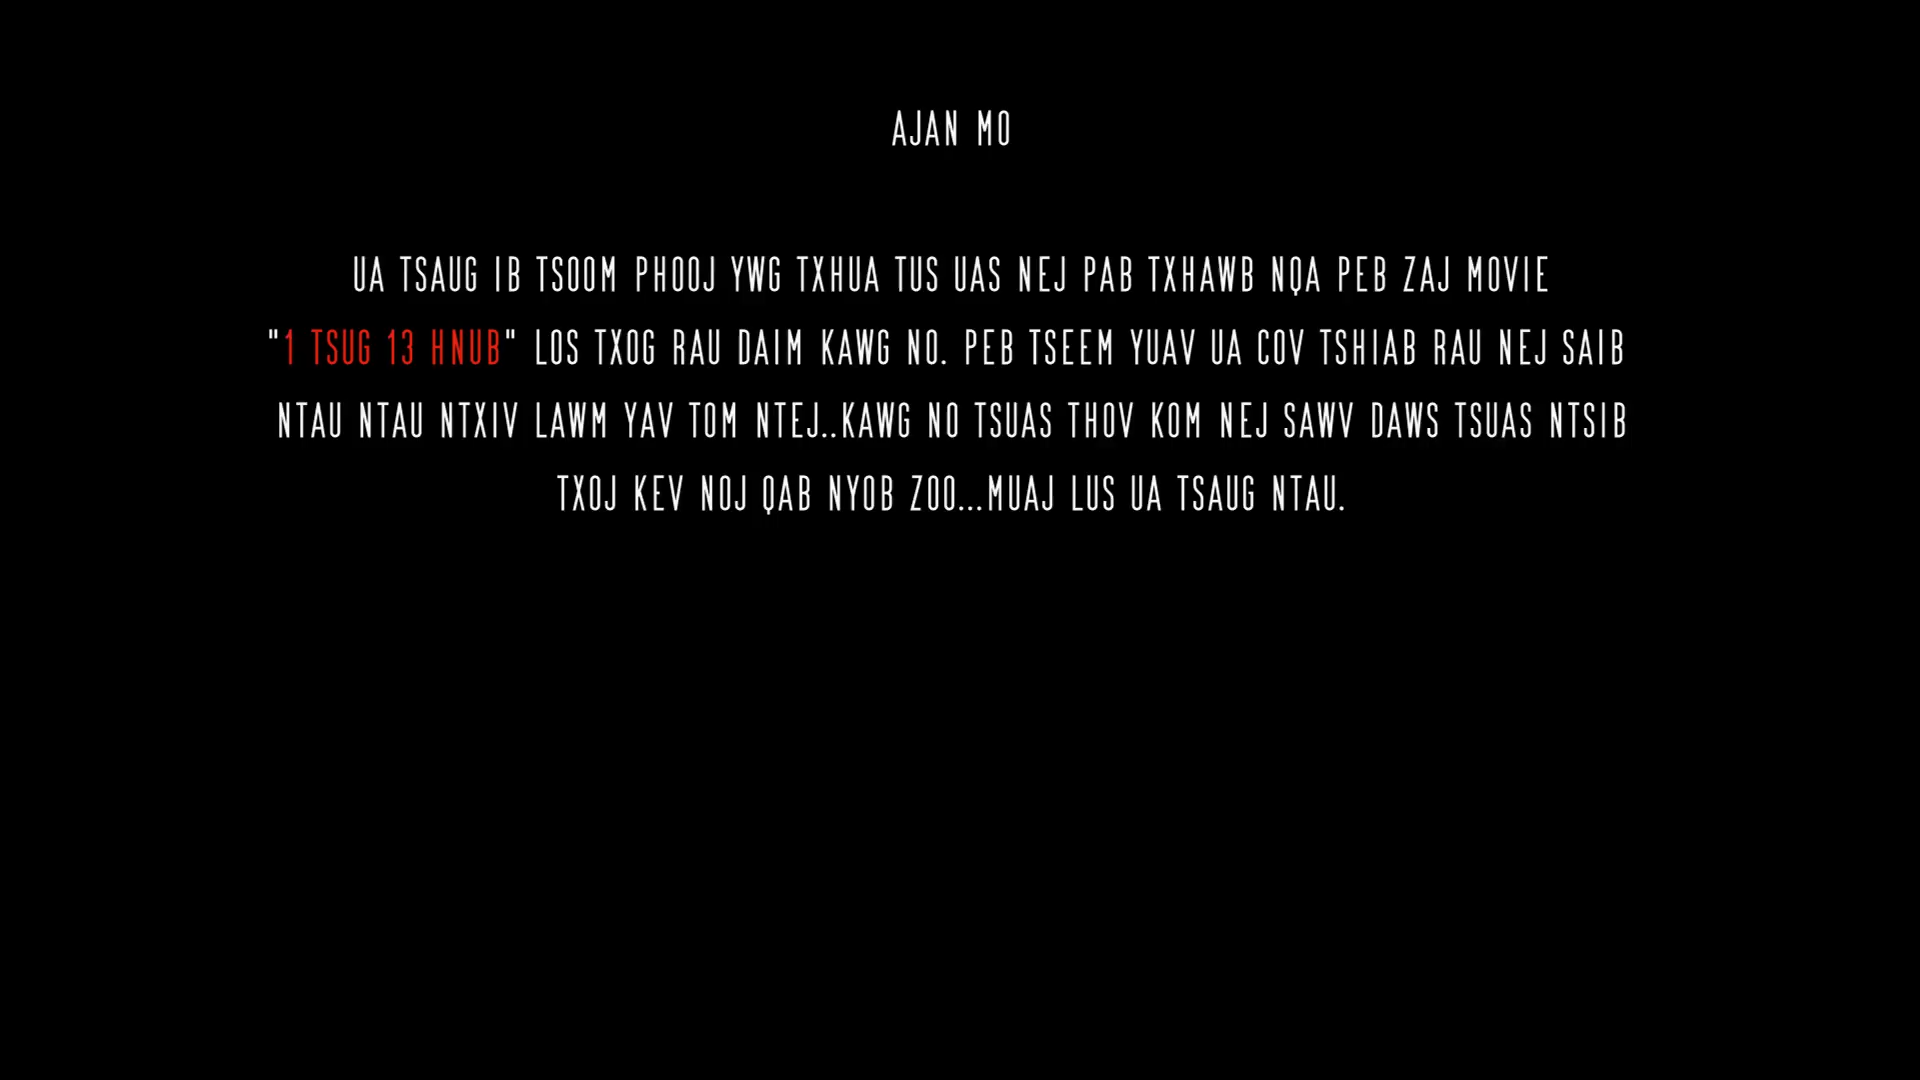 AJAN MO
UA TSAUG IB TSOOM PHOOJ YWG TXHUA TUS UAS NEJ PAB TXHAWB NQA PEB ZAJ MOVIE
"1 TSUG 13 HNUB" LOS TXOG RAU DAIM KAWG NO. PEB TSEEM YUAV UA COV TSHIAB RAU NEJ SAIB
NTAU NTAU NTXIV LAWM YAV TOM NTEJ..KAWG NO TSUAS THOV KOM NEJ SAWV DAWS TSUAS NTSIB
TXOJ KEV NOJ QAB NYOB ZOO...MUAJ LUS UA TSAUG NTAU.